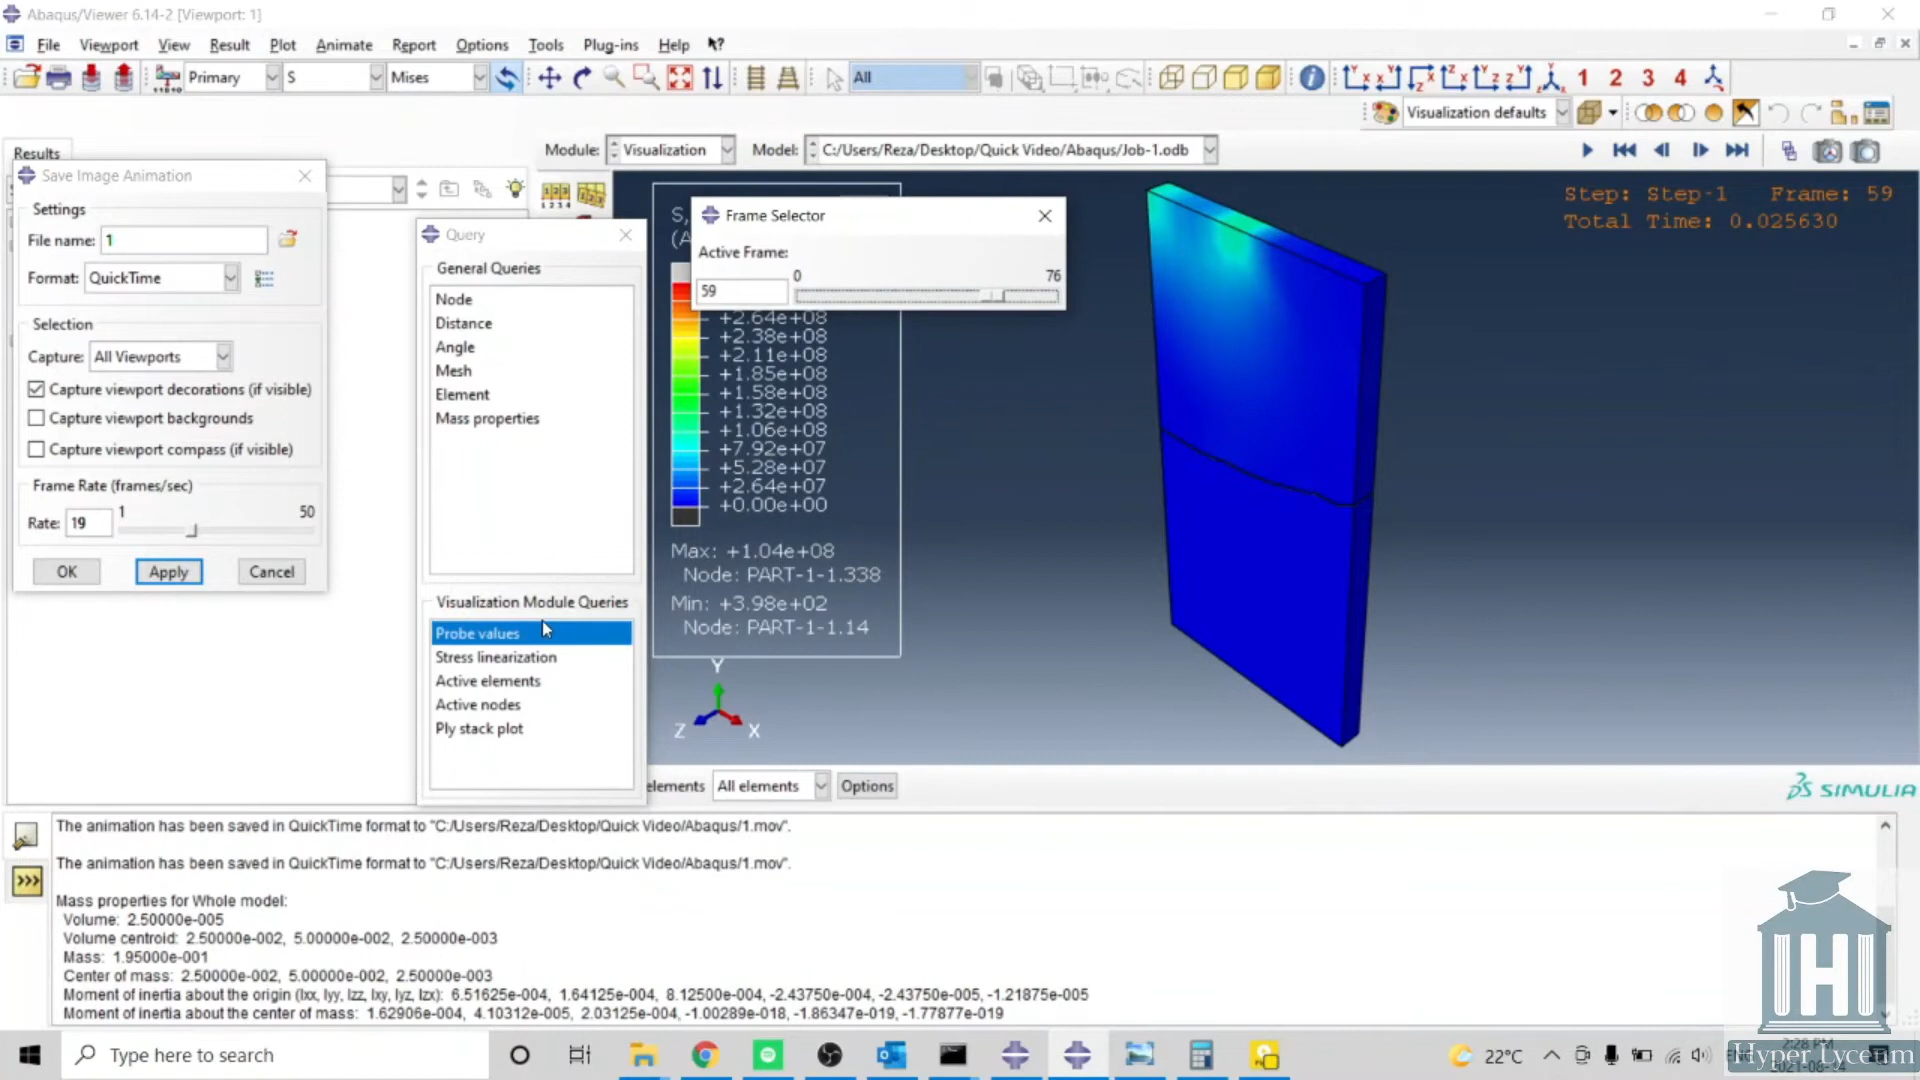 Abaqus/Viewer 6.14-2 [Viewport: 1]
File Viewport View Result Plot Animate Report Options Tools Plug-ins Help
Primary S Mises All 1 2 3 4
Visualization defaults
Results Module: Visualization Model: C:/Users/Reza/Desktop/Quick Video/Abaqus/Job-1.odb
Save Image Animation
Settings
File name: 1
Format: QuickTime
Selection
Capture: All Viewports
Capture viewport decorations (if visible)
Capture viewport backgrounds
Capture viewport compass (if visible)
Frame Rate (frames/sec)
1 50
Rate: 19
OK Apply Cancel
Query
General Queries
Node
Distance
Angle
Mesh
Element
Mass properties
Visualization Module Queries
Probe values
Stress linearization
Active elements
Active nodes
Ply stack plot
S,
(A
Frame Selector
Active Frame:
0 76
59
+2.64e+08
+2.38e+08
+2.11e+08
+1.85e+08
+1.58e+08
+1.32e+08
+1.06e+08
+7.92e+07
+5.28e+07
+2.64e+07
+0.00e+00
Max: +1.04e+08
Node: PART-1-1.338
Min: +3.98e+02
Node: PART-1-1.14
Y
Z X
Step: Step-1 Frame: 59
Total Time: 0.025630
elements All elements Options
SIMULIA
The animation has been saved in QuickTime format to "C:/Users/Reza/Desktop/Quick Video/Abaqus/1.mov".
The animation has been saved in QuickTime format to "C:/Users/Reza/Desktop/Quick Video/Abaqus/1.mov".
Mass properties for Whole model:
Volume: 2.50000e-005
Volume centroid: 2.50000e-002, 5.00000e-002, 2.50000e-003
Mass: 1.95000e-001
Center of mass: 2.50000e-002, 5.00000e-002, 2.50000e-003
Moment of inertia about the origin (Ixx, Iyy, Izz, Ixy, Iyz, Izx): 6.51625e-004, 1.64125e-004, 8.12500e-004, -2.43750e-004, -2.43750e-005, -1.21875e-005
Moment of inertia about the center of mass: 1.62906e-004, 4.10312e-005, 2.03125e-004, -1.00289e-018, -1.86347e-019, -1.77877e-019
>>>
Type here to search
22°C
2:28 PM
Hyper Lyceum